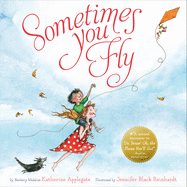 Sometimes
you
Fly
by Newbery Medalist Katherine Applegate
Illustrated by Jennifer Black Reinhardt